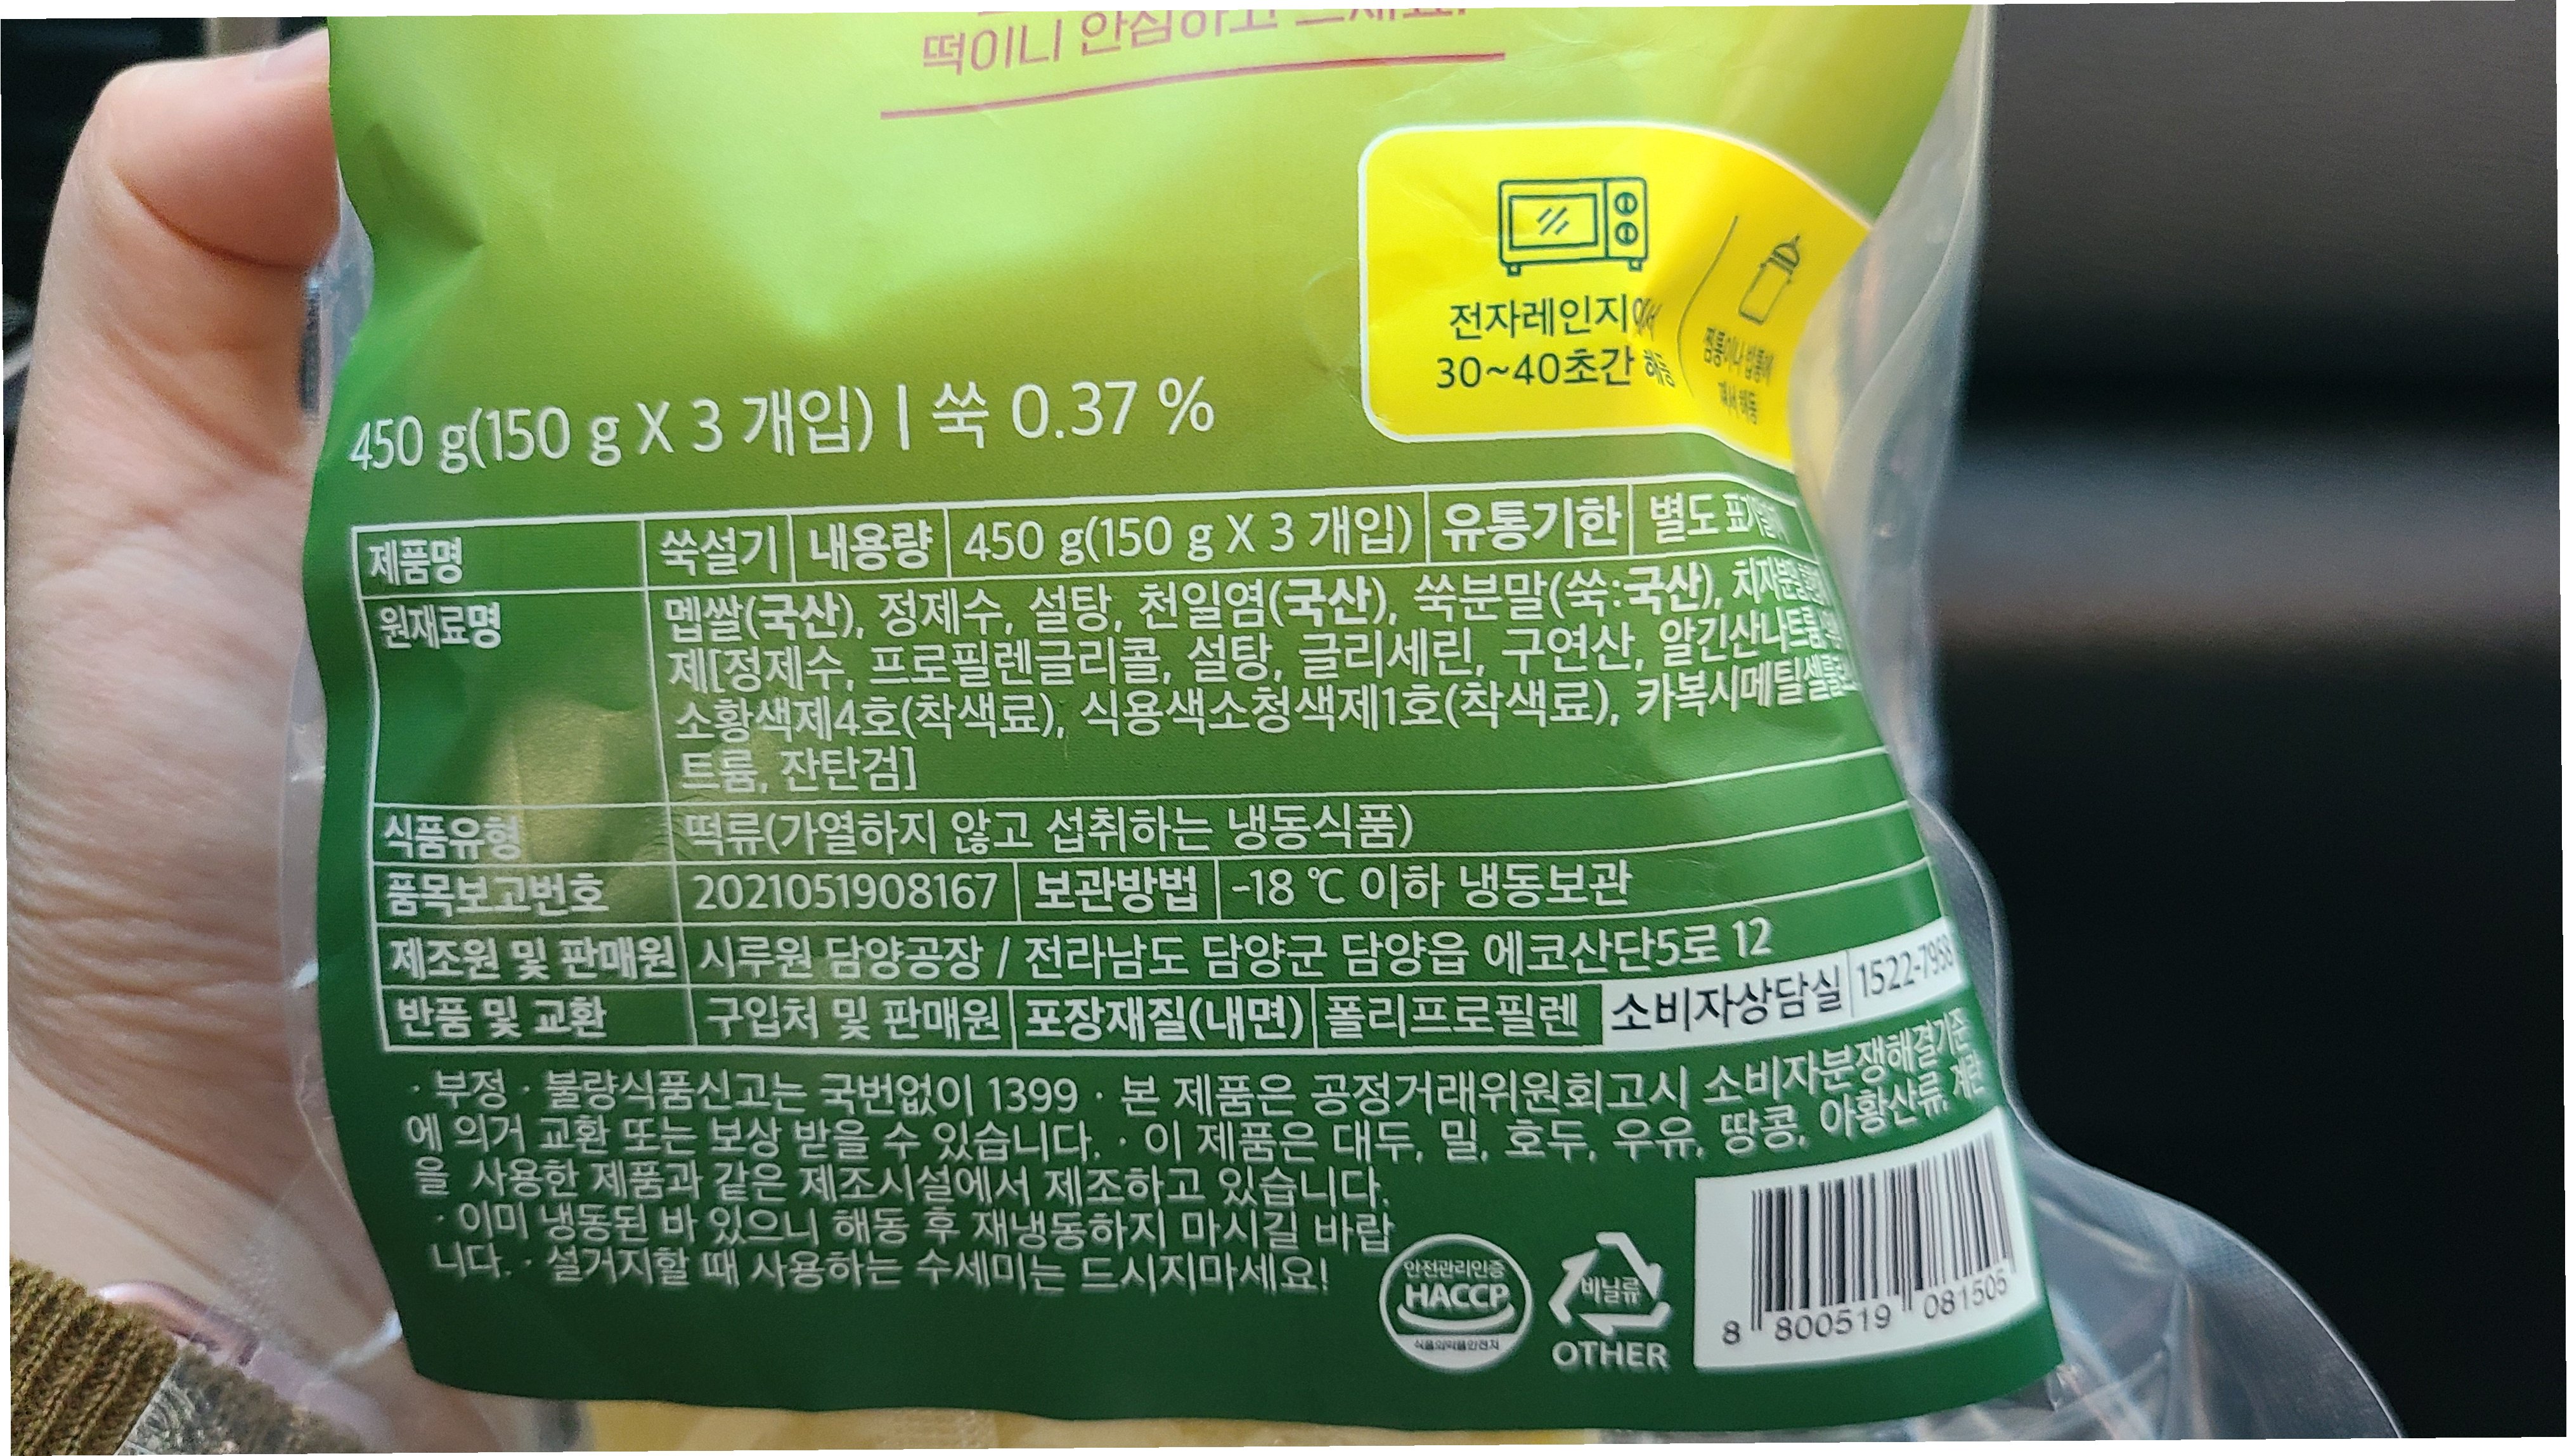 떡이니 안심하고
전자레인지에서
30~40초간 해동
찜통이나 밥통에
쪄서 해동
450 g(150 g X 3 개입) | 쑥 0.37 %
제품명 쑥설기 내용량 450 g(150 g X 3 개입) 유통기한 별도
원재료명 멥쌀(국산), 정제수, 설탕, 천일염(국산), 쑥분말(쑥:국산),
제[정제수, 프로필렌글리콜, 설탕, 글리세린, 구연산, 알긴산나트륨,
소황색제4호(착색료), 식용색소청색제1호(착색료),
트륨, 잔탄검]
식품유형 떡류(가열하지 않고 섭취하는 냉동식품)
품목보고번호 2021051908167 보관방법 -18 ℃ 이하 냉동보관
제조원 및 판매원 시루원 담양공장 / 전라남도 담양군 담양읍 에코산단5로 12
반품 및 교환 구입처 및 판매원 포장재질(내면) 폴리프로필렌 소비자상담실 1522-7958
· 부정 · 불량식품신고는 국번없이 1399 · 본 제품은 공정거래위원회고시 소비자분쟁해결기준
에 의거 교환 또는 보상 받을 수 있습니다. · 이 제품은 대두, 밀, 호두, 우유, 땅콩, 아황산류, 계란
을 사용한 제품과 같은 제조시설에서 제조하고 있습니다.
· 이미 냉동된 바 있으니 해동 후 재냉동하지 마시길 바랍
니다. · 설거지할 때 사용하는 수세미는 드시지마세요!
안전관리인증
HACCP
식품의약품안전처
비닐류
OTHER
8 800519 081505